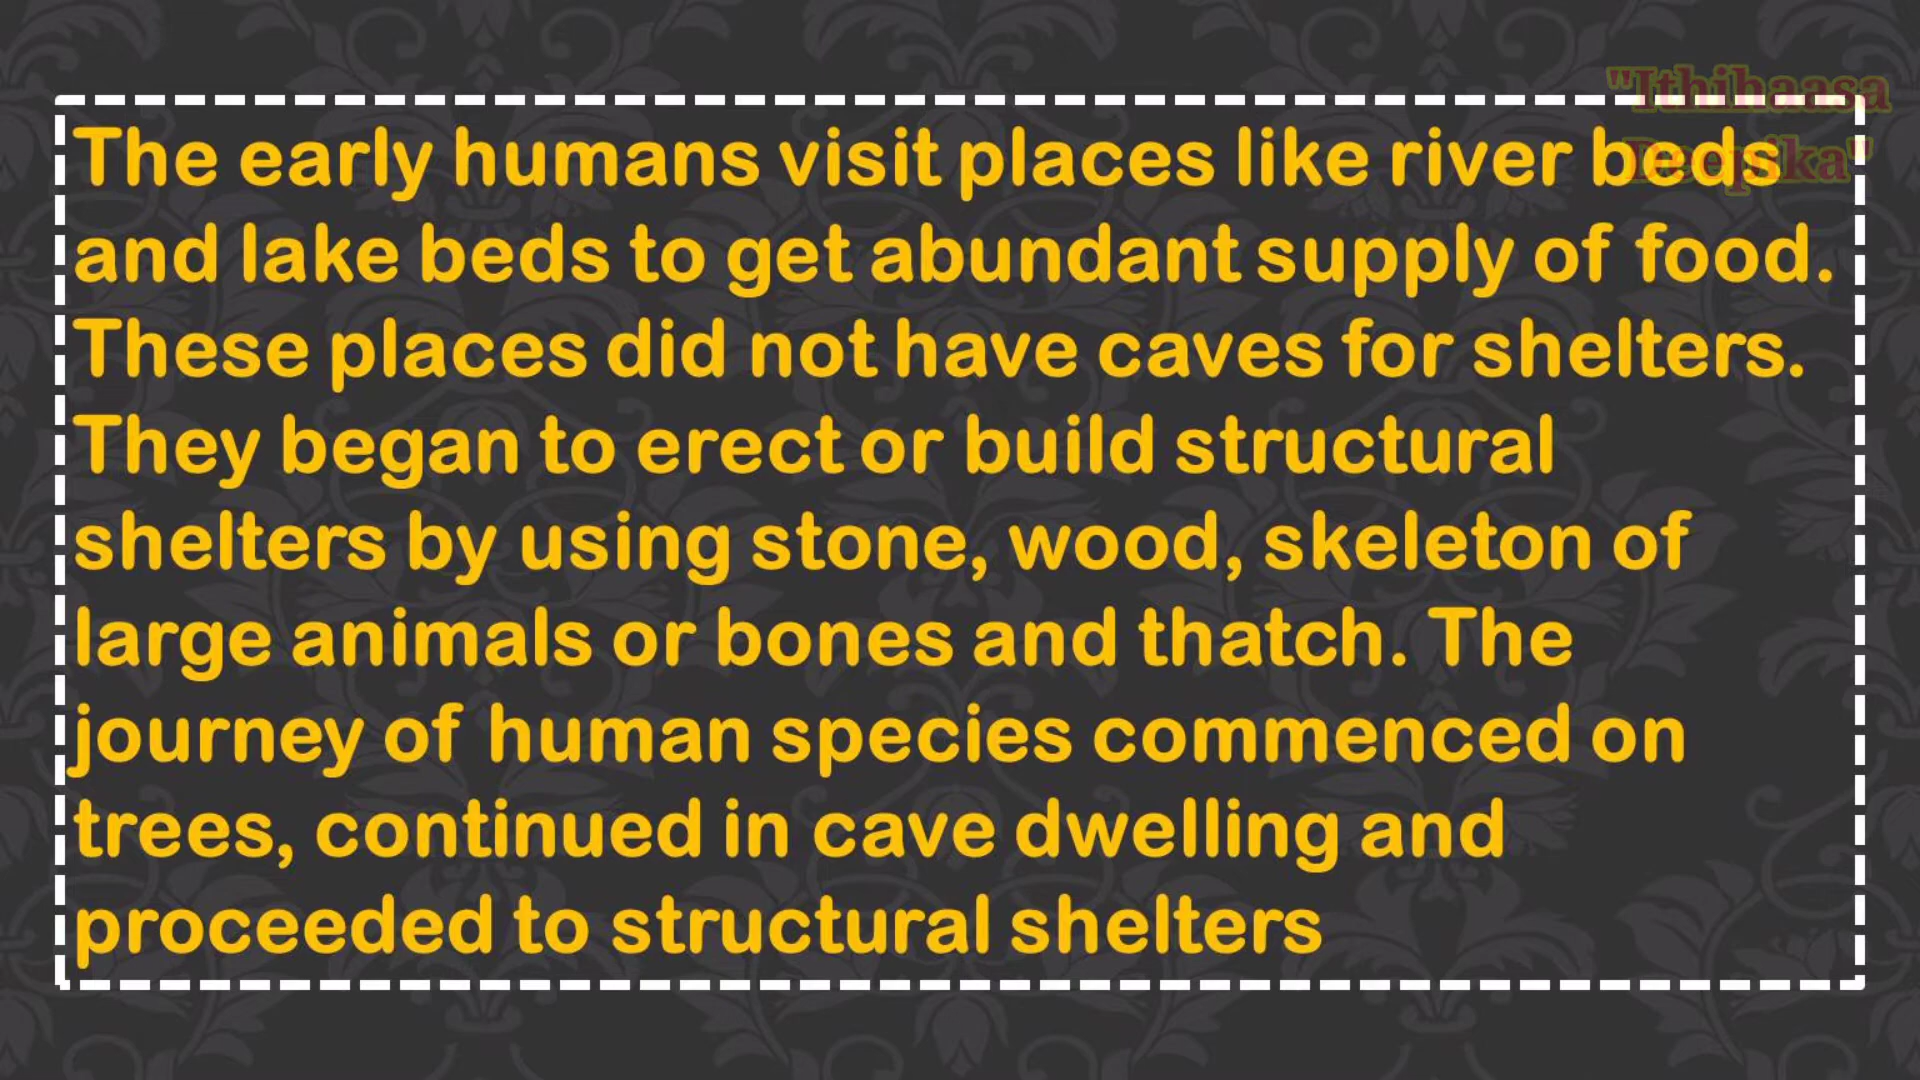 "Ithihaasa
Deepika"
The early humans visit places like river beds
and lake beds to get abundant supply of food.
These places did not have caves for shelters.
They began to erect or build structural
shelters by using stone, wood, skeleton of
large animals or bones and thatch. The
journey of human species commenced on
trees, continued in cave dwelling and
proceeded to structural shelters